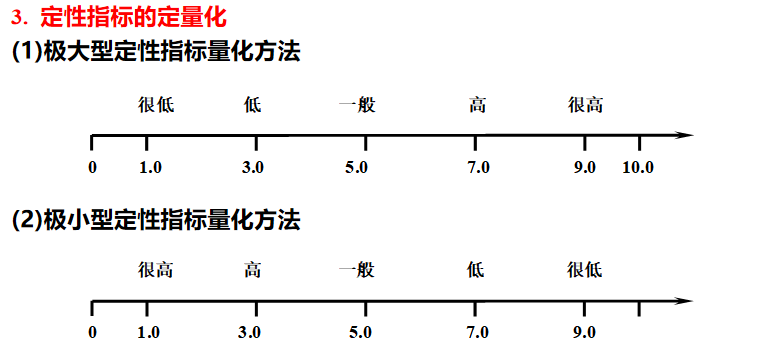 3. 定性指标的定量化
(1)极大型定性指标量化方法
很低 低 一般 高 很高
0 1.0 3.0 5.0 7.0 9.0 10.0
(2)极小型定性指标量化方法
很高 高 一般 低 很低
0 1.0 3.0 5.0 7.0 9.0